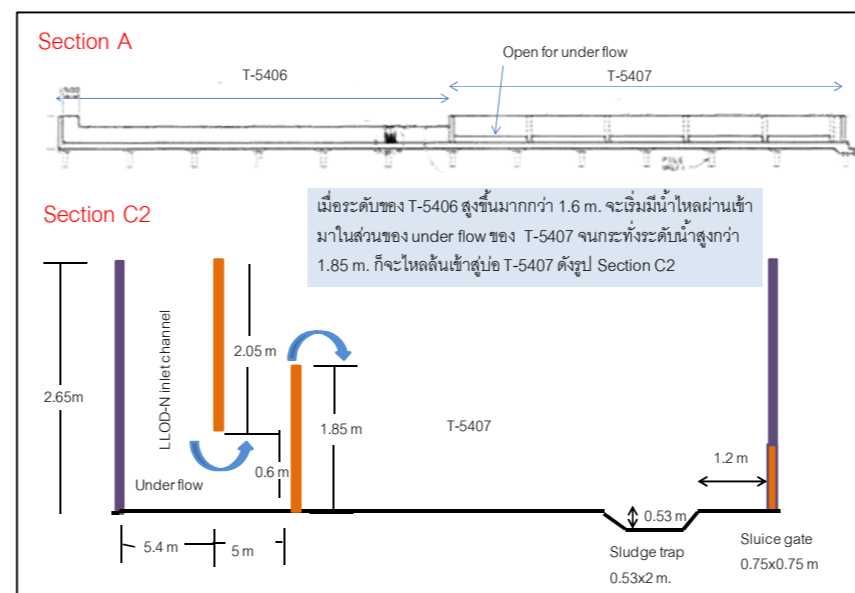 Section A
Open for under flow
T-5406
T-5407
Section C2
เมื่อระดับของ T-5406 สูงขึ้นมากกว่า 1.6 m. จะเริ่มมีน้ำไหลผ่านเข้า
มาในส่วนของ under flow ของ T-5407 จนกระทั่งระดับน้ำสูงกว่า
1.85 m. ก็จะไหลล้นเข้าสู่บ่อ T-5407 ดังรูป Section C2
2.65m
LLOD-N inlet channel
2.05 m
1.85 m
T-5407
0.6 m
1.2 m
Under flow
0.53 m
5.4 m
5 m
Sludge trap
0.53x2 m.
Sluice gate
0.75x0.75 m